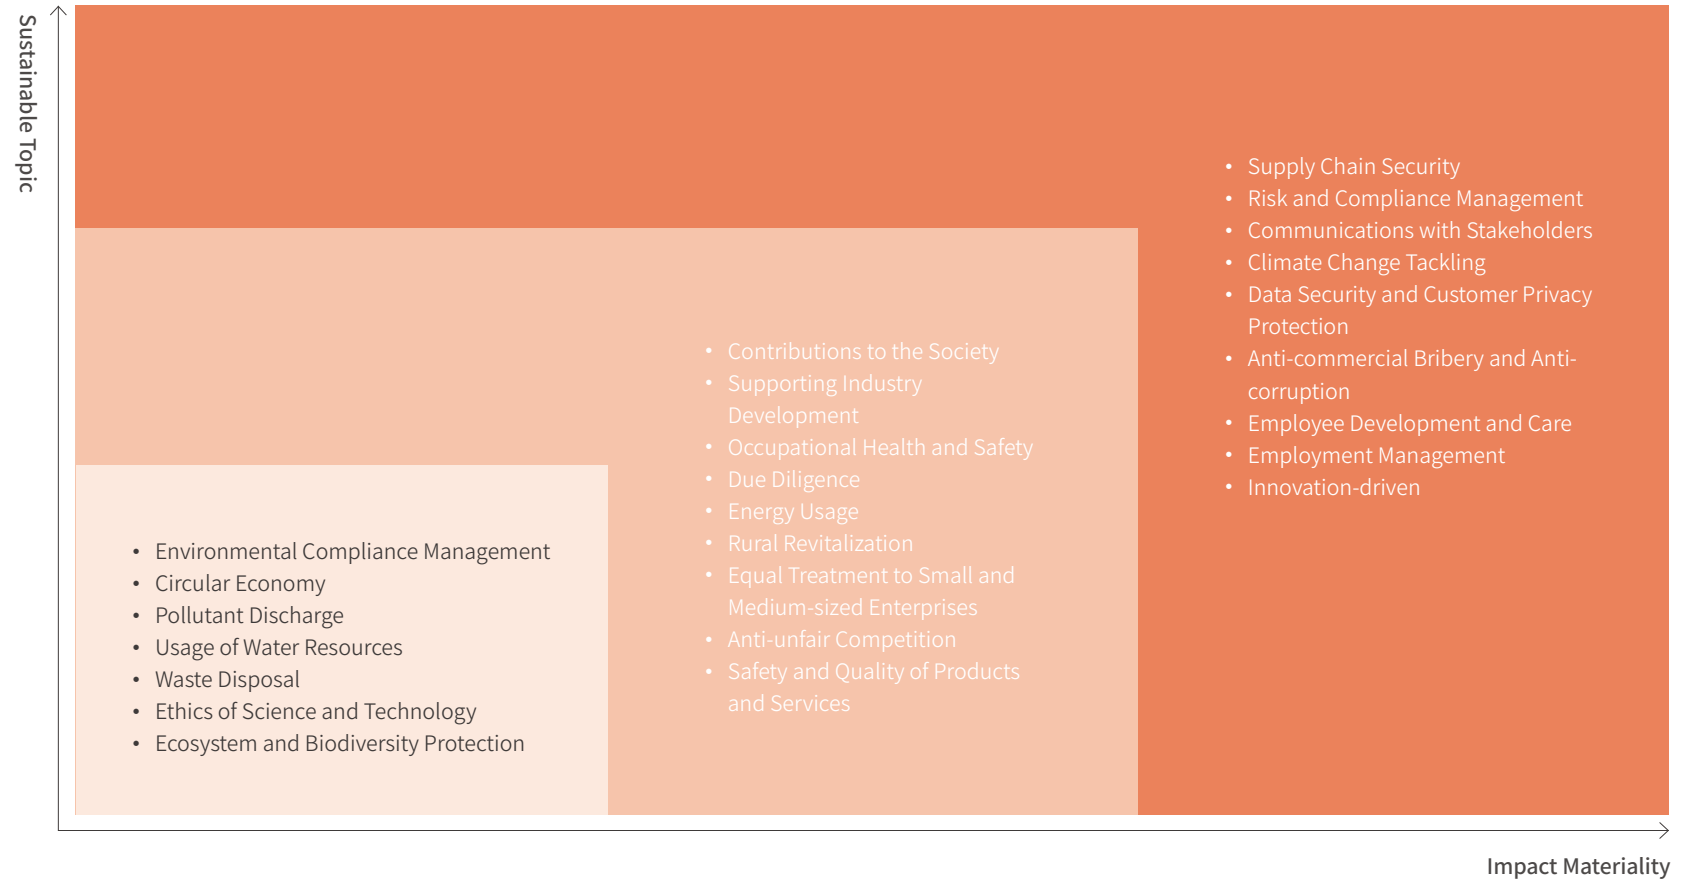 Sustainable Topic
• Supply Chain Security
• Risk and Compliance Management
• Communications with Stakeholders
• Climate Change Tackling
• Data Security and Customer Privacy
Protection
• Anti-commercial Bribery and Anti-
corruption
• Employee Development and Care
• Employment Management
• Innovation-driven
• Contributions to the Society
• Supporting Industry
Development
• Occupational Health and Safety
• Due Diligence
• Energy Usage
• Rural Revitalization
• Equal Treatment to Small and
Medium-sized Enterprises
• Anti-unfair Competition
• Safety and Quality of Products
and Services
• Environmental Compliance Management
• Circular Economy
• Pollutant Discharge
• Usage of Water Resources
• Waste Disposal
• Ethics of Science and Technology
• Ecosystem and Biodiversity Protection
Impact Materiality